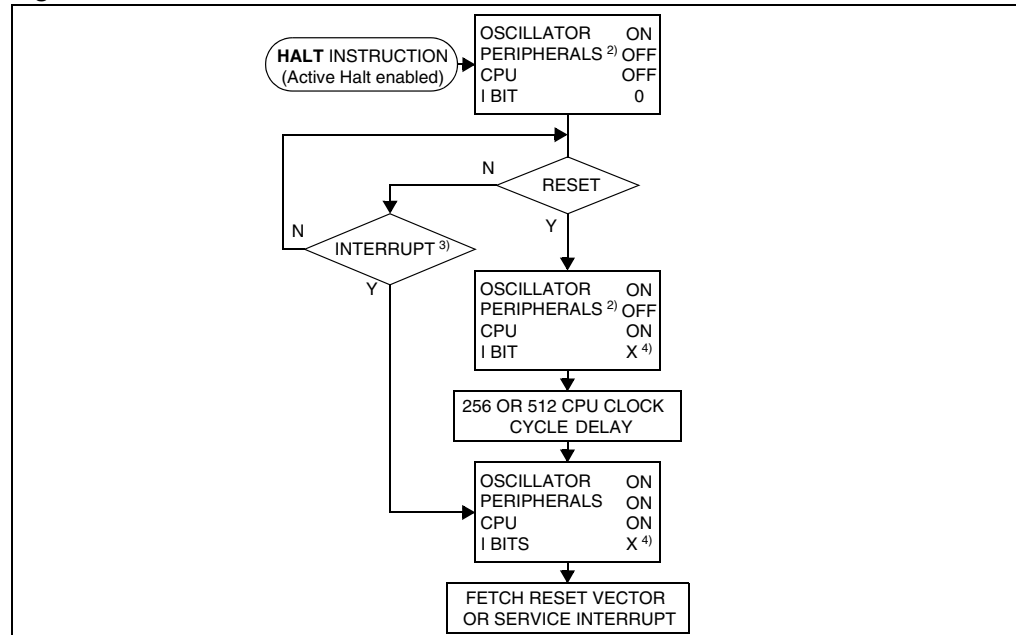 HALT INSTRUCTION
(Active Halt enabled)
OSCILLATOR ON
PERIPHERALS 2) OFF
CPU OFF
I BIT 0
N
RESET
Y
N
INTERRUPT 3)
Y
OSCILLATOR ON
PERIPHERALS 2) OFF
CPU ON
I BIT X 4)
256 OR 512 CPU CLOCK
CYCLE DELAY
OSCILLATOR ON
PERIPHERALS ON
CPU ON
I BITS X 4)
FETCH RESET VECTOR
OR SERVICE INTERRUPT